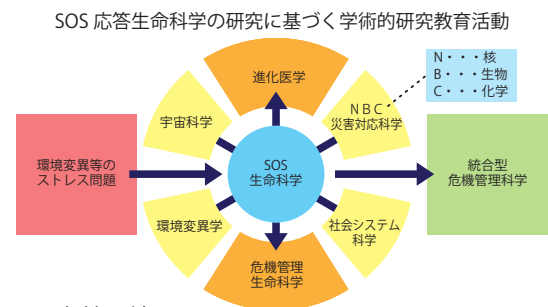 SOS 応答生命科学の研究に基づく学術的研究教育活動
N・・・核
B・・・生物
C・・・化学
進化医学
宇宙科学
NBC
災害対応科学
環境変異等の
ストレス問題
SOS
生命科学
統合型
危機管理科学
環境変異学
社会システム
科学
危機管理
生命科学